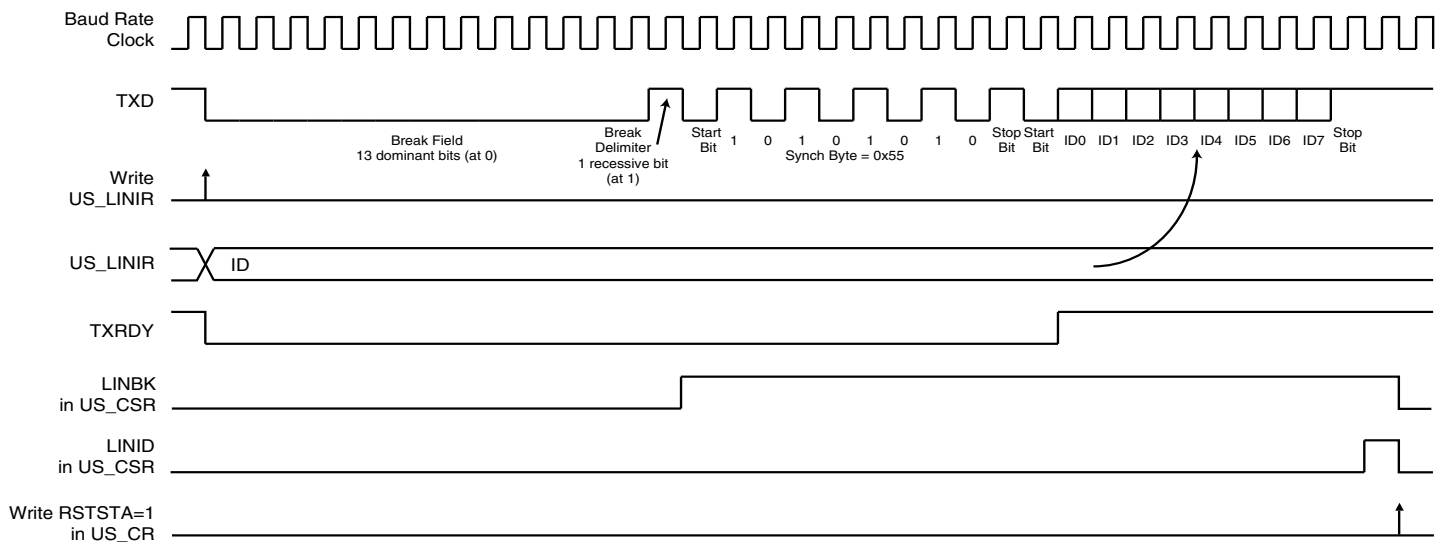 Baud Rate
Clock
TXD
Break Field
13 dominant bits (at 0)
Break
Delimiter
1 recessive bit
(at 1)
Start
Bit
1 0 1 0 1 0 1 0
Synch Byte = 0x55
Stop
Bit
Start
Bit
ID0 ID1 ID2 ID3 ID4 ID5 ID6 ID7
Stop
Bit
Write
US_LINIR
US_LINIR
ID
TXRDY
LINBK
in US_CSR
LINID
in US_CSR
Write RSTSTA=1
in US_CR